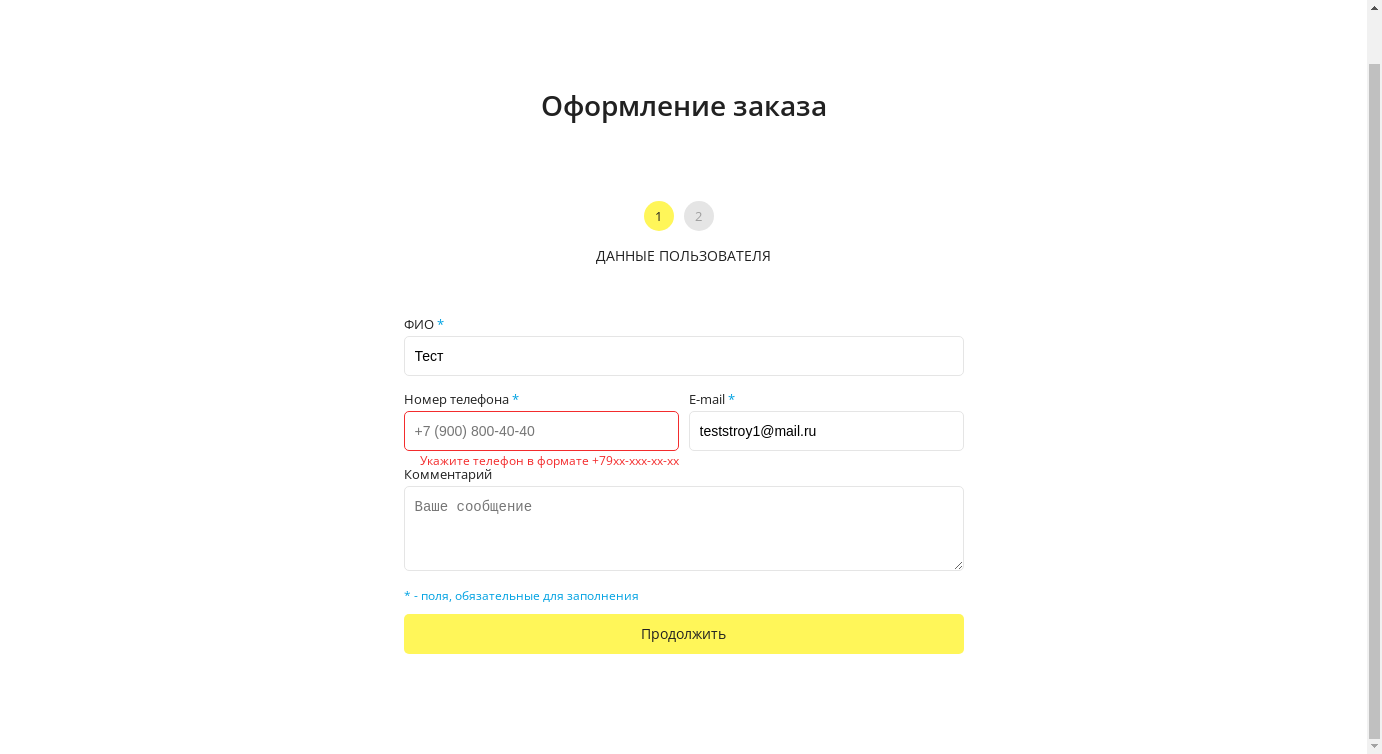 Оформление заказа
1 2
ДАННЫЕ ПОЛЬЗОВАТЕЛЯ
ФИО *
Тест
Номер телефона * E-mail *
+7 (900) 800-40-40 teststroy1@mail.ru
Укажите телефон в формате +79xx-xxx-xx-xx
Комментарий
Ваше сообщение
* - поля, обязательные для заполнения
Продолжить